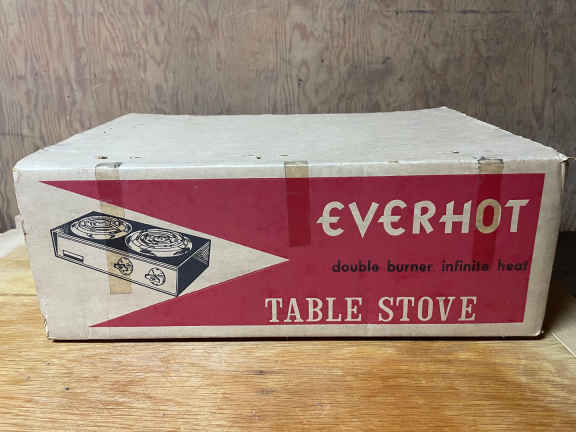 EVERHOT
double burner infinite heat
TABLE STOVE